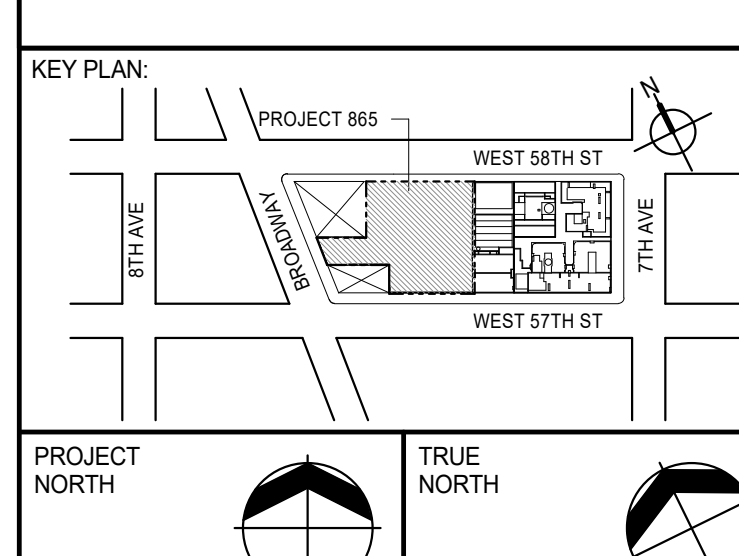 KEY PLAN:
N
PROJECT 865
WEST 58TH ST
8TH AVE
BROADWAY
7TH AVE
WEST 57TH ST
PROJECT
NORTH
TRUE
NORTH